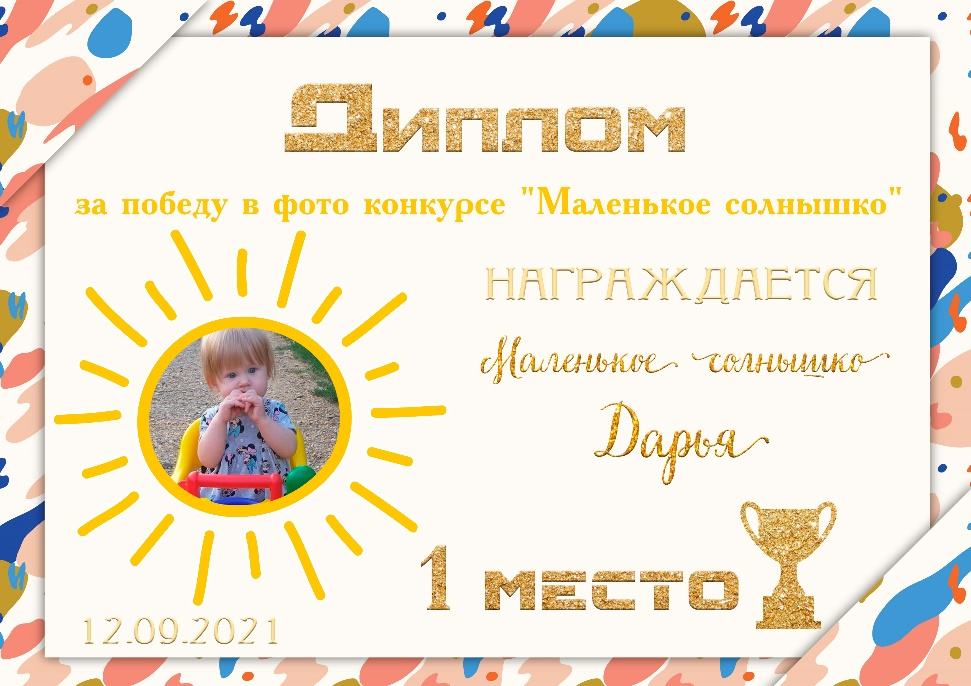 Диплом
за победу в фото конкурсе "Маленькое солнышко"
НАГРАЖДАЕТСЯ
Маленькое солнышко
Дарья
1 место
12.09.2021